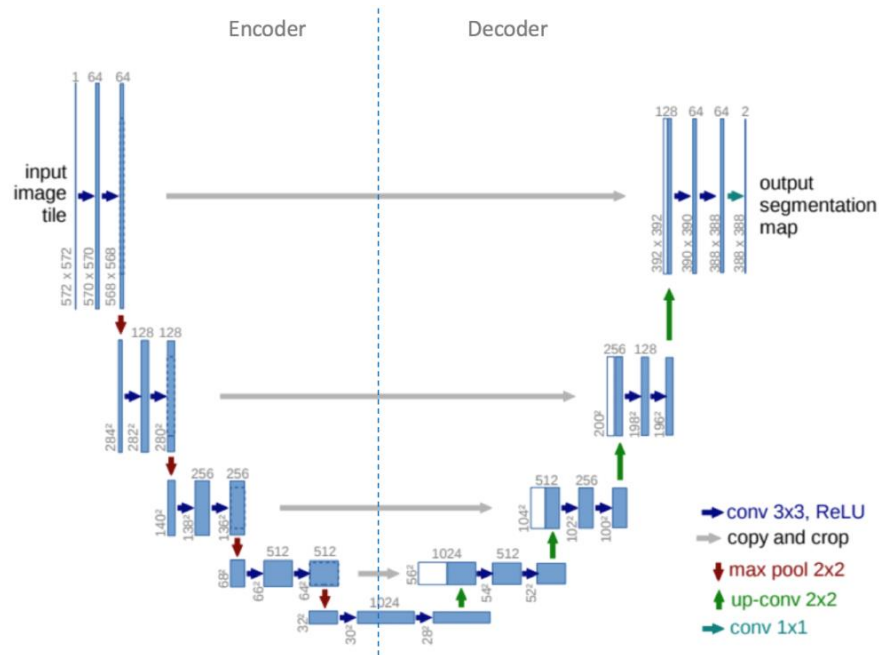 Encoder
Decoder
1 64 64
128 64 64 2
input
image
tile
output
segmentation
map
572 x 572
570 x 570
568 x 568
392 x 392
390 x 390
388 x 388
388 x 388
128 128
256 128
284²
282²
280²
200²
198²
196²
256 256
512 256
140²
138²
136²
104²
102²
100²
512 512
1024 512
68²
66²
64²
56²
54²
52²
1024
32²
30²
28²
conv 3x3, ReLU
copy and crop
max pool 2x2
up-conv 2x2
conv 1x1